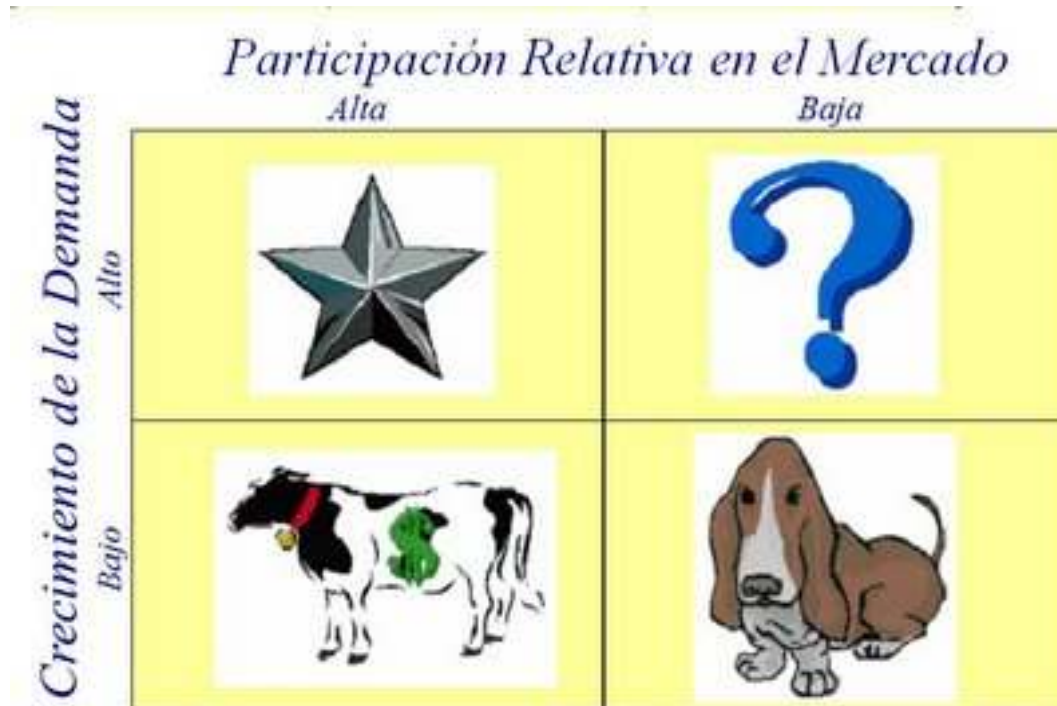 Participación Relativa en el Mercado
Alta Baja
Crecimiento de la Demanda
Alto
Bajo
$